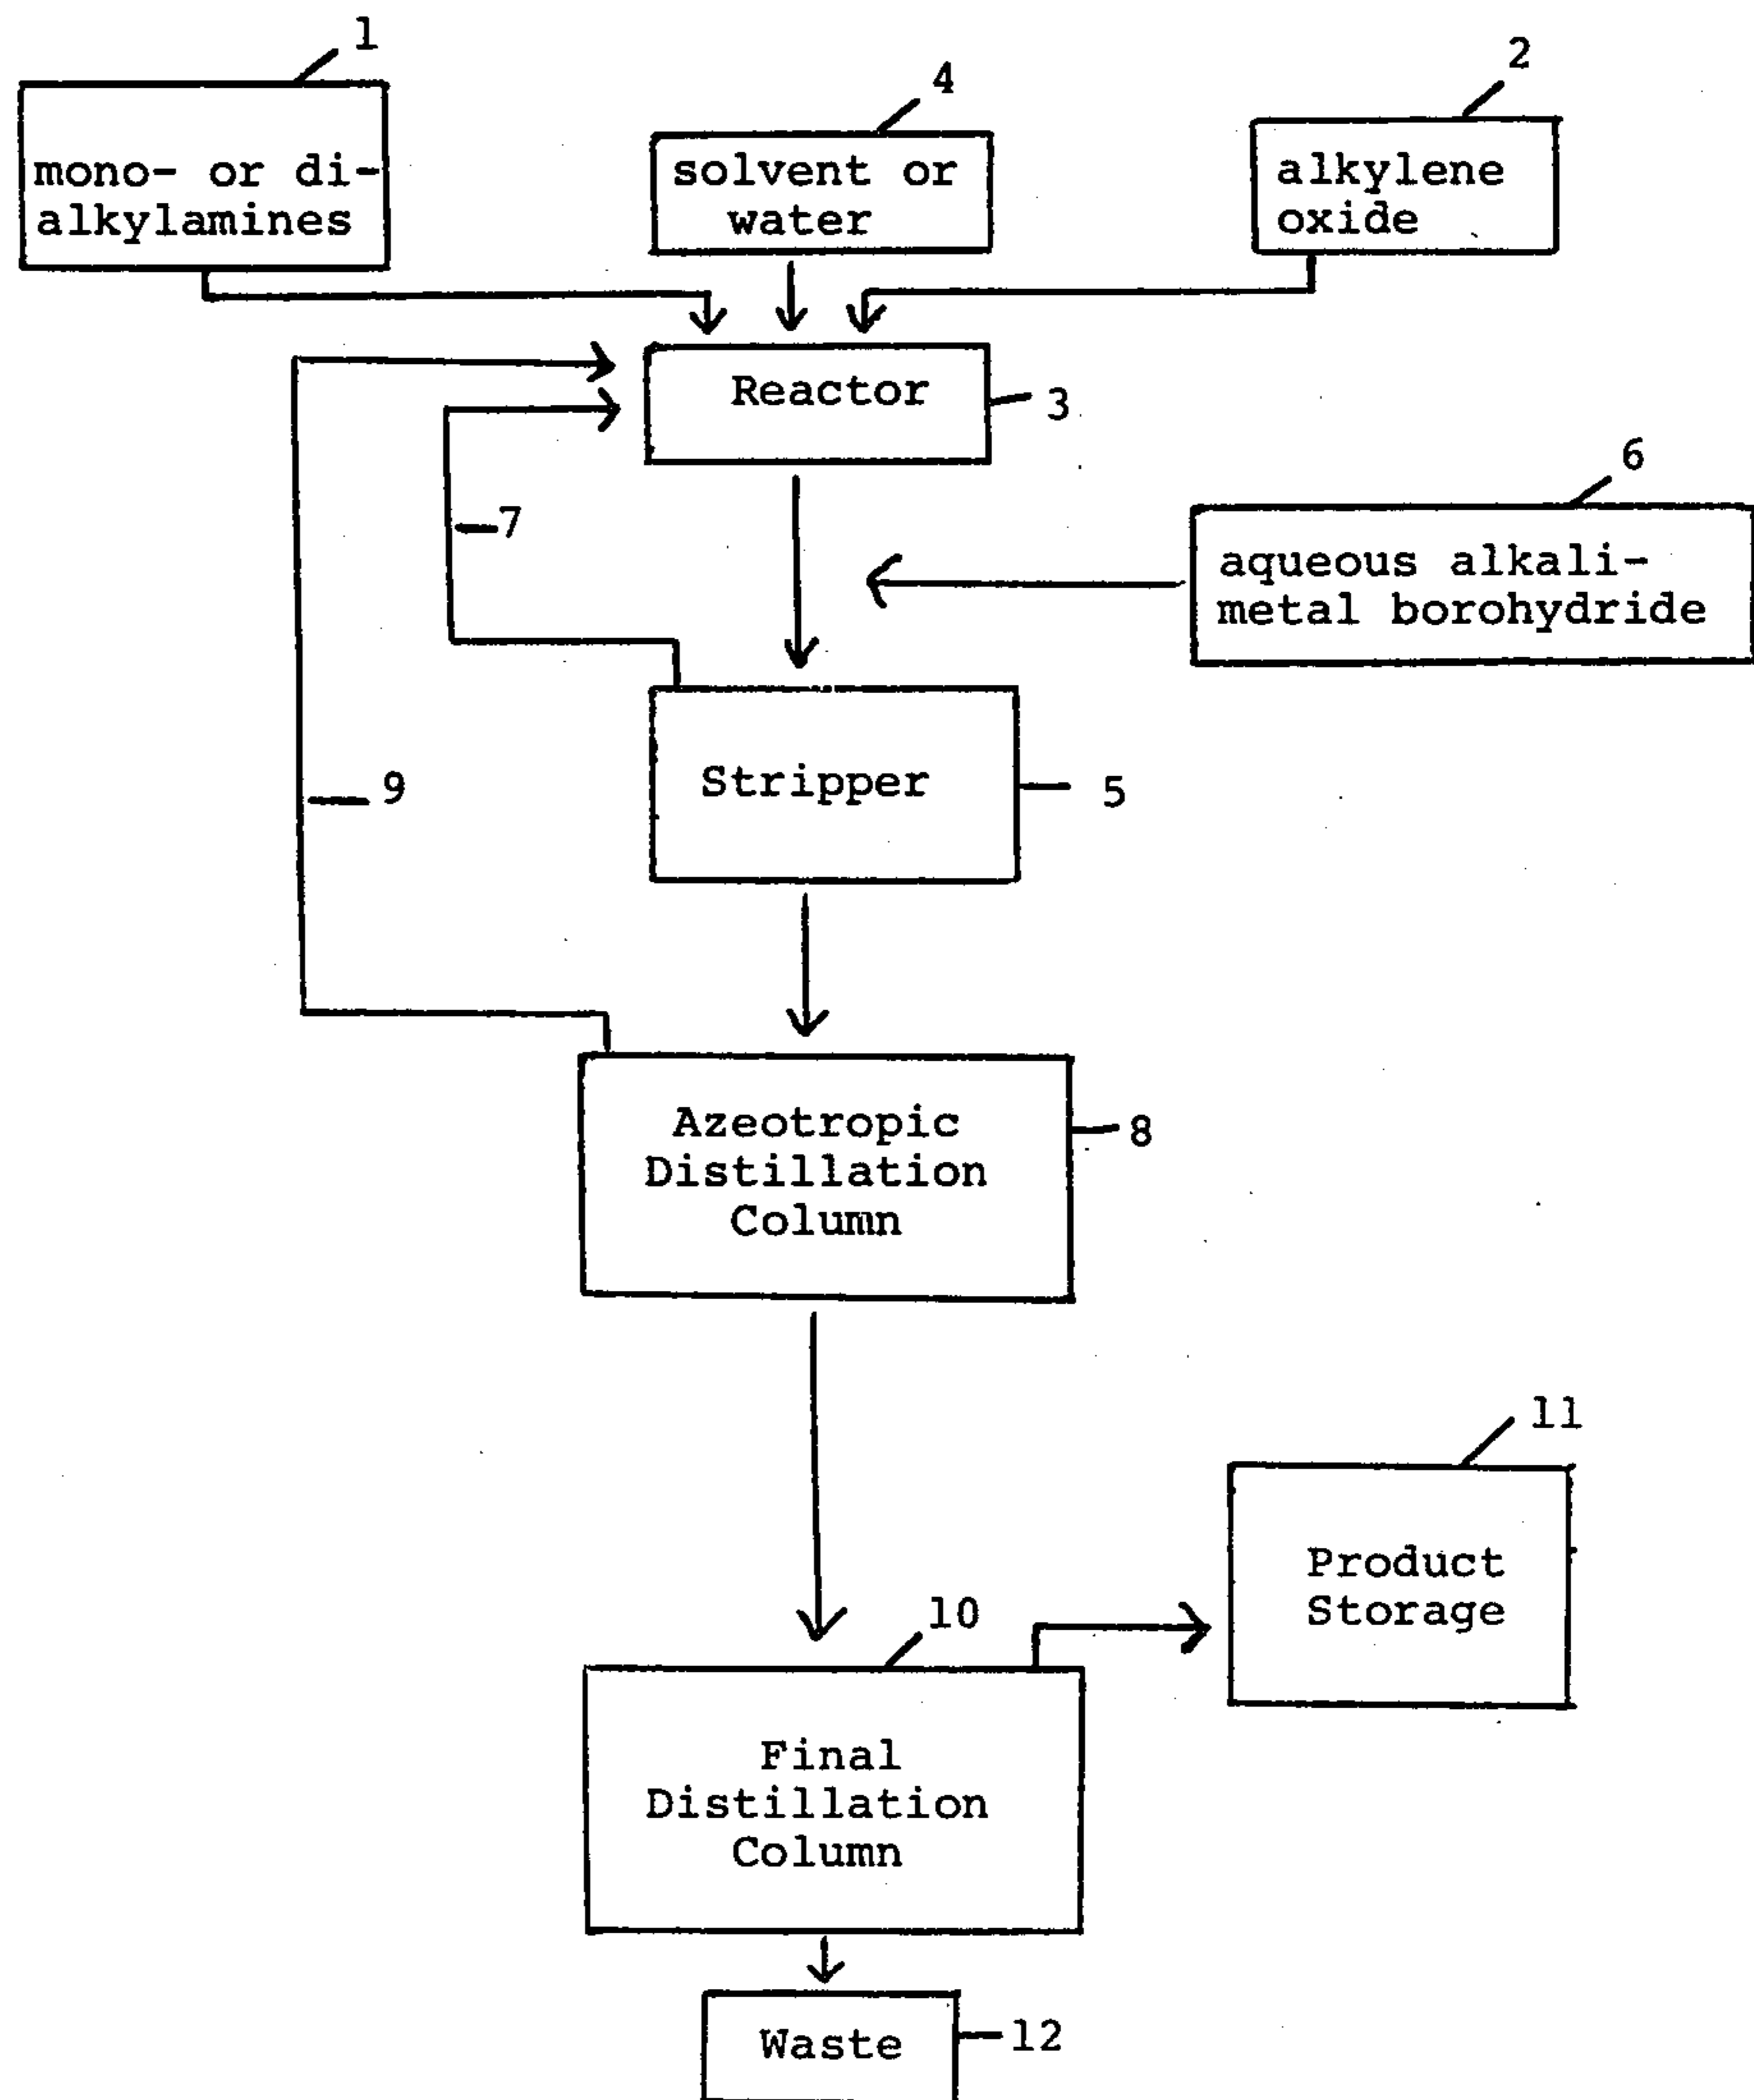 1
mono- or di-
alkylamines
4
solvent or
water
2
alkylene
oxide
Reactor
3
7
6
aqueous alkali-
metal borohydride
Stripper
5
9
Azeotropic
Distillation
Column
8
11
Product
Storage
10
Final
Distillation
Column
Waste
12